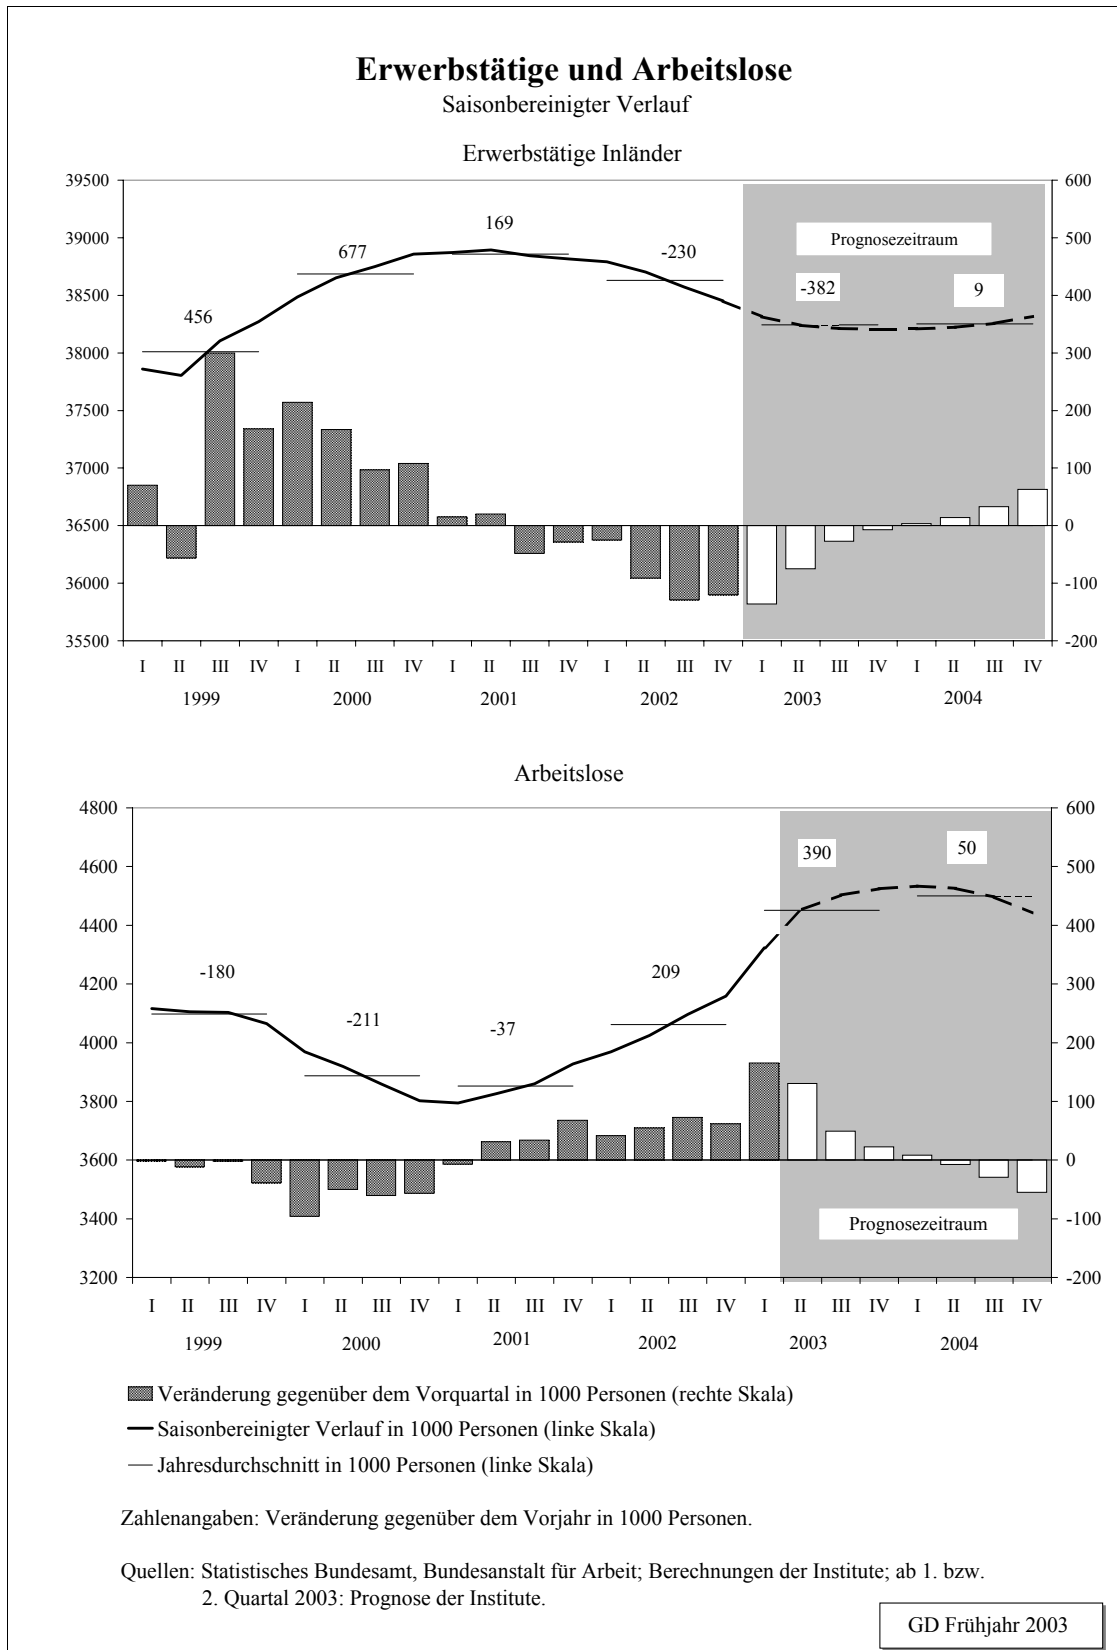 Erwerbstätige und Arbeitslose
Saisonbereinigter Verlauf
Erwerbstätige Inländer
39500
39000
38500
38000
37500
37000
36500
36000
35500
600
500
400
300
200
100
0
-100
-200
456
677
169
-230
Prognosezeitraum
-382
9
I II III IV I II III IV I II III IV I II III IV I II III IV I II III IV
1999 2000 2001 2002 2003 2004
Arbeitslose
4800
4600
4400
4200
4000
3800
3600
3400
3200
600
500
400
300
200
100
0
-100
-200
-180
-211
-37
209
390
50
Prognosezeitraum
I II III IV I II III IV I II III IV I II III IV I II III IV I II III IV
1999 2000 2001 2002 2003 2004
Veränderung gegenüber dem Vorquartal in 1000 Personen (rechte Skala)
Saisonbereinigter Verlauf in 1000 Personen (linke Skala)
Jahresdurchschnitt in 1000 Personen (linke Skala)
Zahlenangaben: Veränderung gegenüber dem Vorjahr in 1000 Personen.
Quellen: Statistisches Bundesamt, Bundesanstalt für Arbeit; Berechnungen der Institute; ab 1. bzw.
2. Quartal 2003: Prognose der Institute.
GD Frühjahr 2003